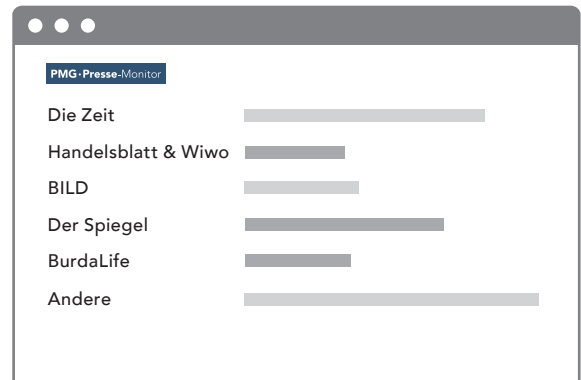 PMG·Presse-Monitor
Die Zeit
Handelsblatt & Wiwo
BILD
Der Spiegel
BurdaLife
Andere